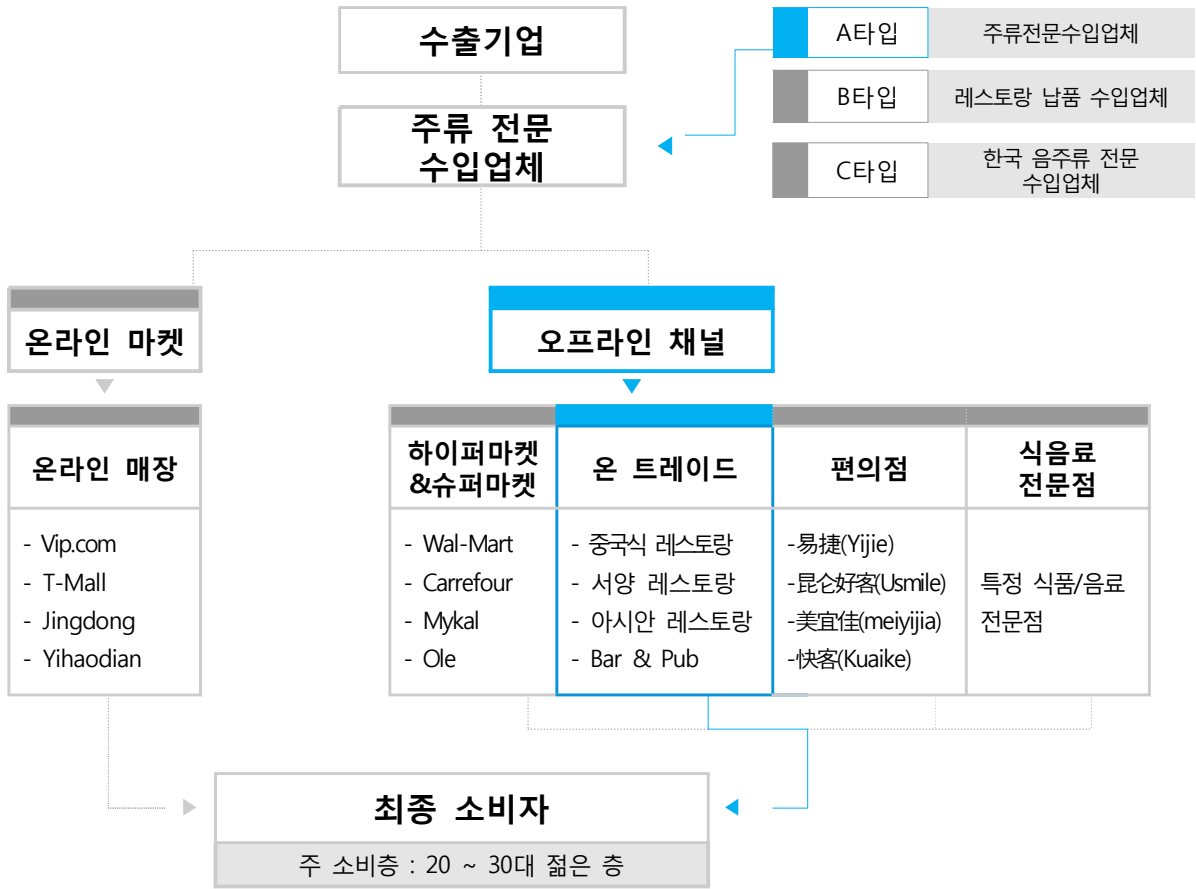 수출기업
A타입
주류전문수입업체
B타입
레스토랑 납품 수입업체
C타입
한국 음주류 전문
수입업체
주류 전문
수입업체
온라인 마켓
오프라인 채널
온라인 매장
- Vip.com
- T-Mall
- Jingdong
- Yihaodian
하이퍼마켓
&슈퍼마켓
- Wal-Mart
- Carrefour
- Mykal
- Ole
온 트레이드
- 중국식 레스토랑
- 서양 레스토랑
- 아시안 레스토랑
- Bar & Pub
편의점
-易捷(Yijie)
-昆仑好客(Usmile)
-美宜佳(meiyijia)
-快客(Kuaike)
식음료
전문점
특정 식품/음료
전문점
최종 소비자
주 소비층 : 20 ~ 30대 젊은 층